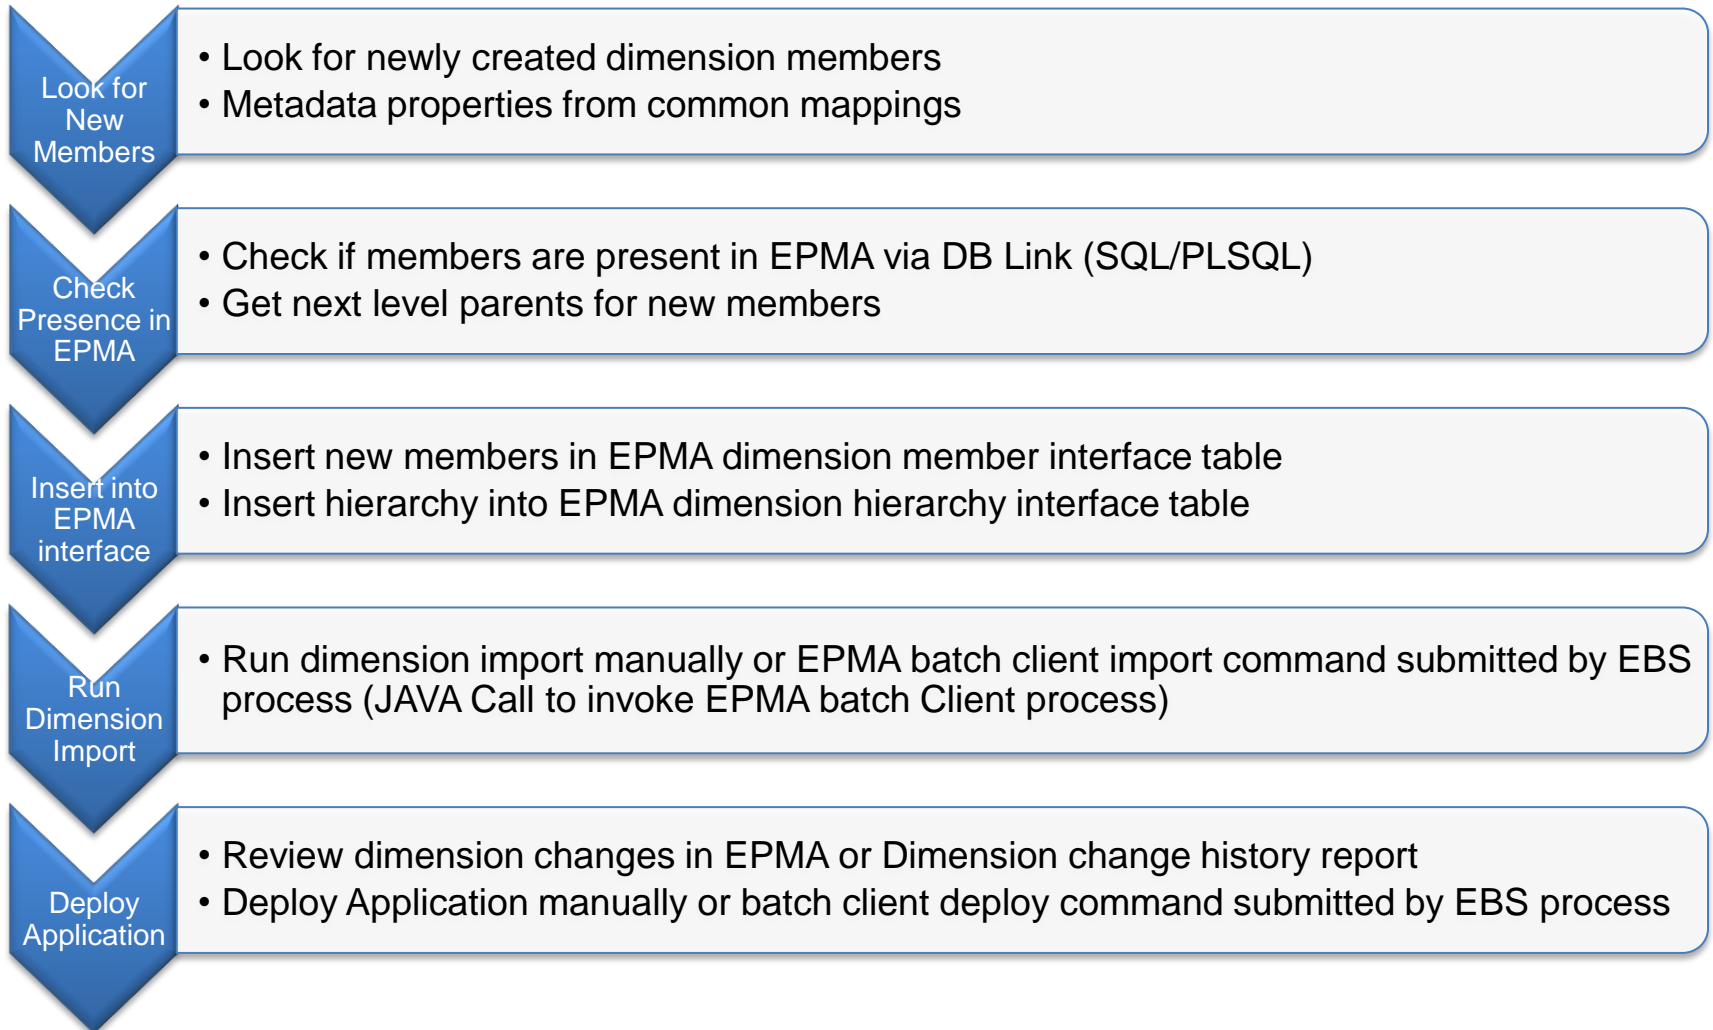 Look for
New
Members
• Look for newly created dimension members
• Metadata properties from common mappings
Check
Presence in
EPMA
• Check if members are present in EPMA via DB Link (SQL/PLSQL)
• Get next level parents for new members
Insert into
EPMA
interface
• Insert new members in EPMA dimension member interface table
• Insert hierarchy into EPMA dimension hierarchy interface table
Run
Dimension
Import
• Run dimension import manually or EPMA batch client import command submitted by EBS
process (JAVA Call to invoke EPMA batch Client process)
Deploy
Application
• Review dimension changes in EPMA or Dimension change history report
• Deploy Application manually or batch client deploy command submitted by EBS process